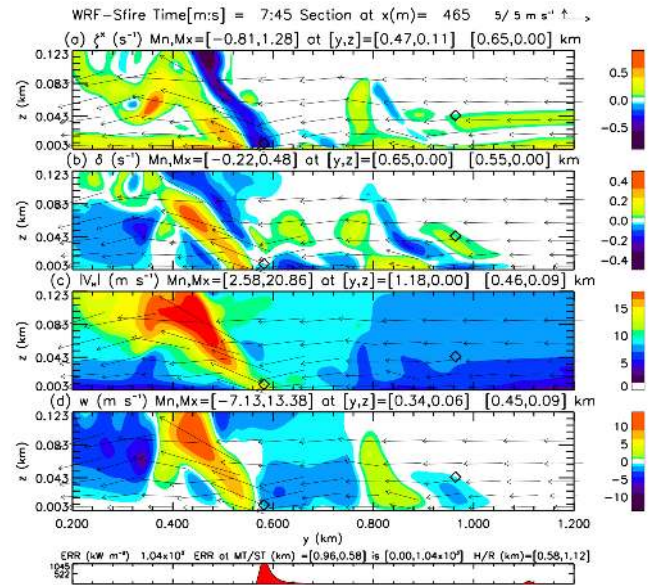 WRF-Sfire Time[m:s] = 7:45 Section at x(m)= 465 5/ 5 m s⁻¹
(a) ζˣ (s⁻¹) Mn,Mx=[-0.81,1.28] at [y,z]=[0.47,0.11] [0.65,0.00] km
0.123
0.083
0.043
0.003
z (km)
0.5
0.0
-0.5
(b) δ (s⁻¹) Mn,Mx=[-0.22,0.48] at [y,z]=[0.65,0.00] [0.55,0.00] km
0.123
0.083
0.043
0.003
z (km)
0.4
0.2
0.0
-0.2
-0.4
(c) |Vₕ| (m s⁻¹) Mn,Mx=[2.58,20.86] at [y,z]=[1.18,0.00] [0.46,0.09] km
0.123
0.083
0.043
0.003
z (km)
15
10
5
0
(d) w (m s⁻¹) Mn,Mx=[-7.13,13.38] at [y,z]=[0.34,0.06] [0.45,0.09] km
0.123
0.083
0.043
0.003
z (km)
10
5
0
-5
-10
0.200 0.400 0.600 0.800 1.000 1.200
y (km)
ERR (kW m⁻²) 1.04x10³ ERR at MT/ST (km) =[0.96,0.58] is [0.00,1.04x10³] H/R (km)=[0.58,1.12]
1045
522